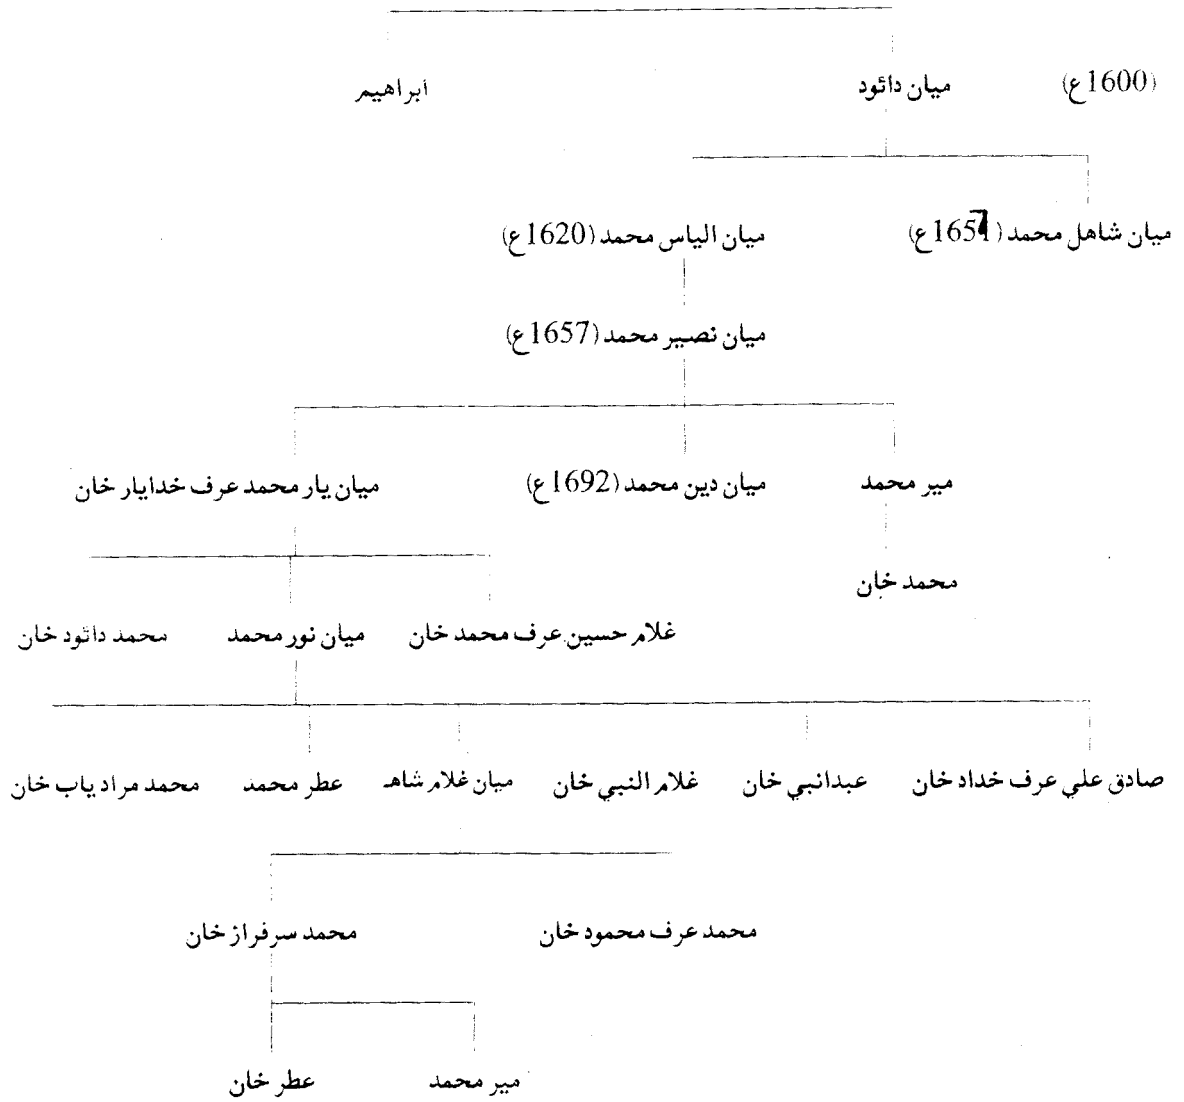 (1600ع) ميان دائود ابراهيم
ميان شاهل محمد (1657ع) ميان الياس محمد (1620ع)
ميان نصير محمد (1657ع)
مير محمد ميان دين محمد (1692ع) ميان يار محمد عرف خدايار خان
محمد خان
غلام حسين عرف محمد خان ميان نور محمد محمد دائود خان
صادق علي عرف خداد خان عبدانبي خان غلام النبي خان ميان غلام شاهه عطر محمد محمد مراد ياب خان
محمد عرف محمود خان محمد سرفراز خان
مير محمد عطر خان